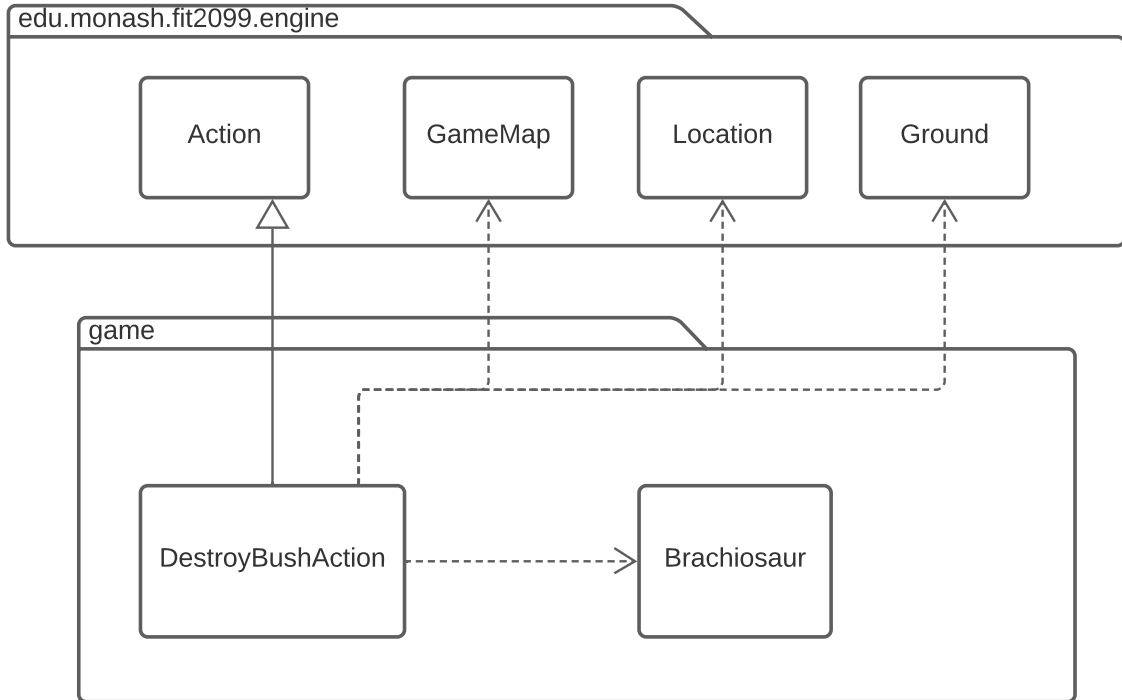 edu.monash.fit2099.engine
Action
GameMap
Location
Ground
game
DestroyBushAction
Brachiosaur